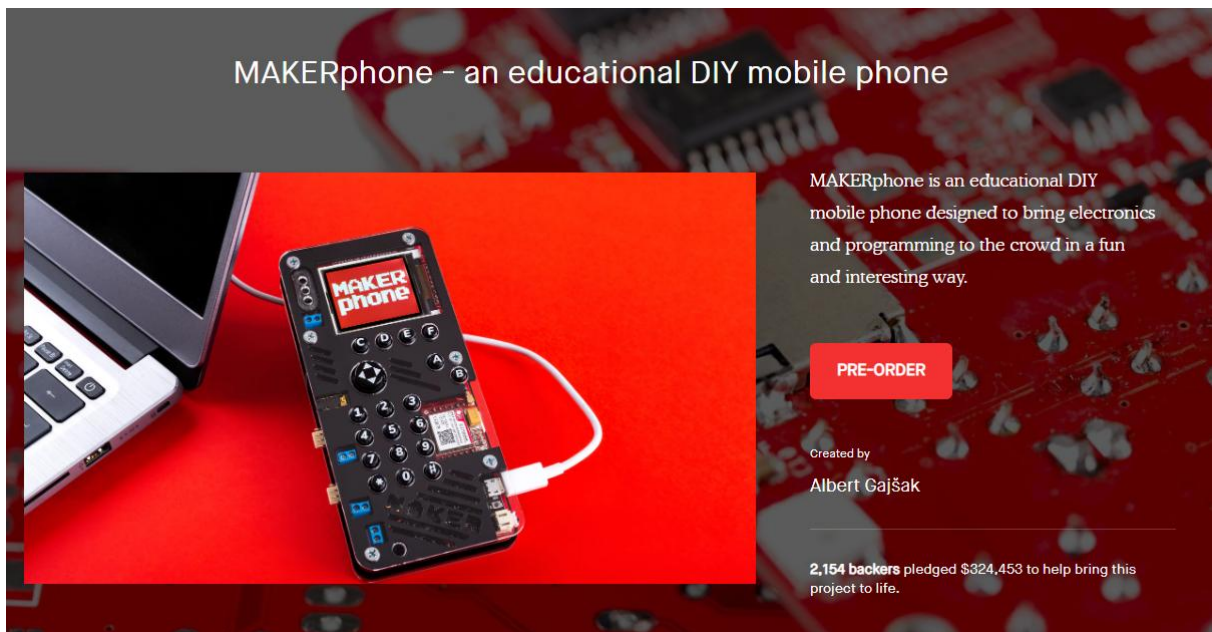 MAKERphone - an educational DIY mobile phone
MAKERphone is an educational DIY
mobile phone designed to bring electronics
and programming to the crowd in a fun
and interesting way.
MAKER
phone
C D E F
A
B
1 2 3
4 5 6
7 8 9
* 0 #
PRE-ORDER
Created by
Albert Gajšak
2,154 backers pledged $324,453 to help bring this
project to life.